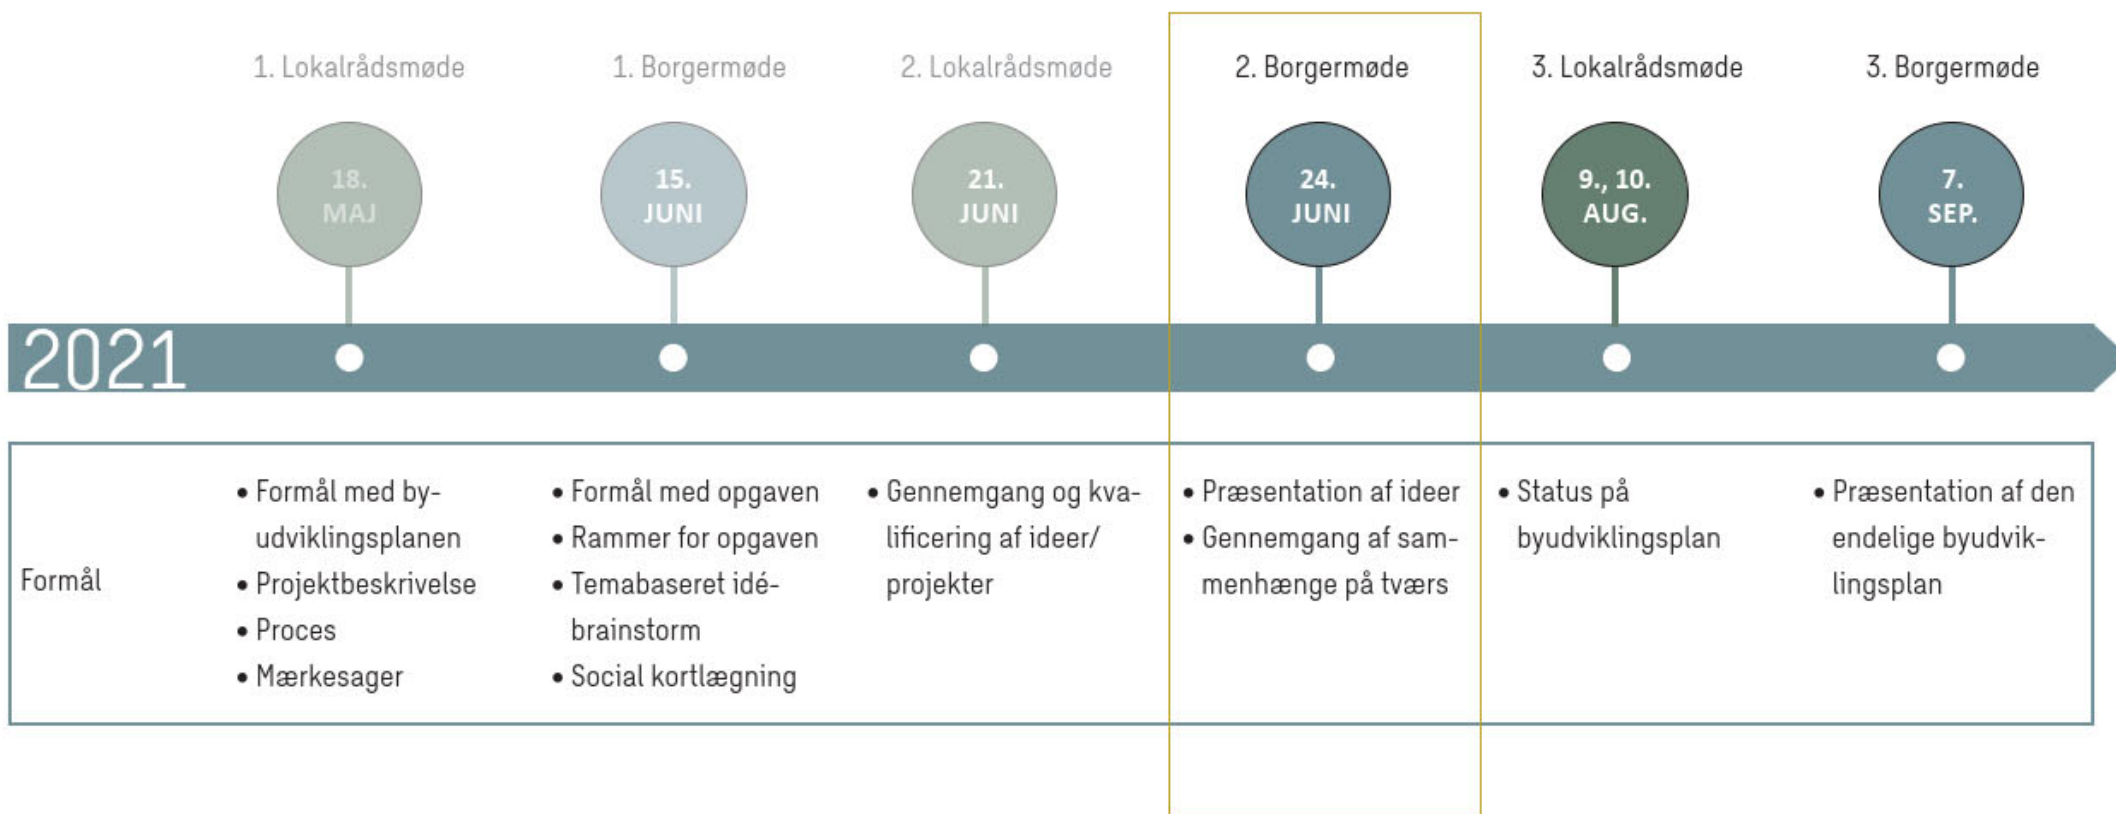 1. Lokalrådsmøde
1. Borgermøde
2. Lokalrådsmøde
2. Borgermøde
3. Lokalrådsmøde
3. Borgermøde
18.
MAJ
15.
JUNI
21.
JUNI
24.
JUNI
9., 10.
AUG.
7.
SEP.
2021
Formål
• Formål med by-
udviklingsplanen
• Projektbeskrivelse
• Proces
• Mærkesager
• Formål med opgaven
• Rammer for opgaven
• Temabaseret idé-
brainstorm
• Social kortlægning
• Gennemgang og kva-
lificering af ideer/
projekter
• Præsentation af ideer
• Gennemgang af sam-
menhænge på tværs
• Status på
byudviklingsplan
• Præsentation af den
endelige byudvik-
lingsplan